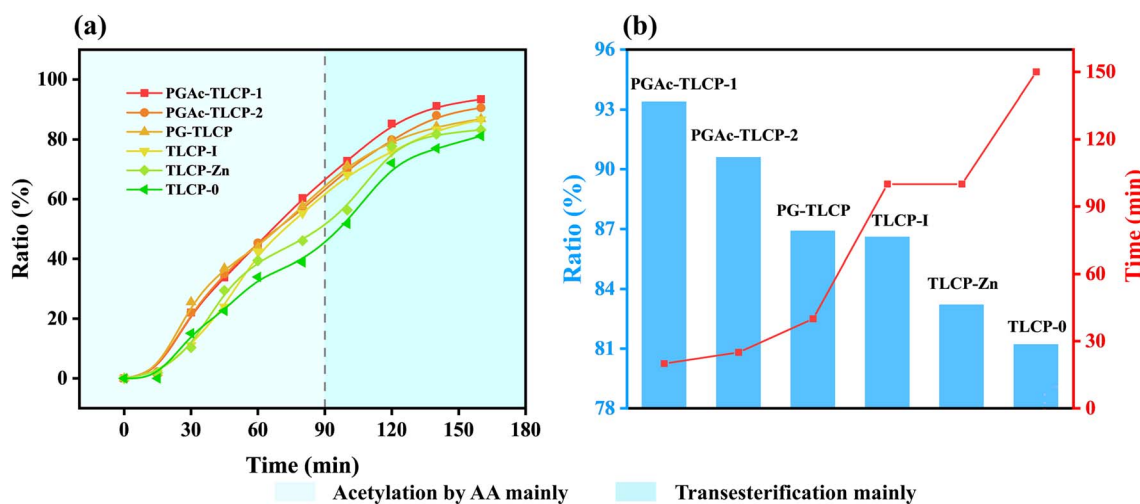 (a)
PGAc-TLCP-1
PGAc-TLCP-2
PG-TLCP
TLCP-I
TLCP-Zn
TLCP-0
100
80
60
40
20
0
Ratio (%)
0 30 60 90 120 150 180
Time (min)
(b)
96
93
90
87
84
81
78
Ratio (%)
PGAc-TLCP-1
PGAc-TLCP-2
PG-TLCP
TLCP-I
TLCP-Zn
TLCP-0
150
120
90
60
30
0
Time (min)
Acetylation by AA mainly
Transesterification mainly